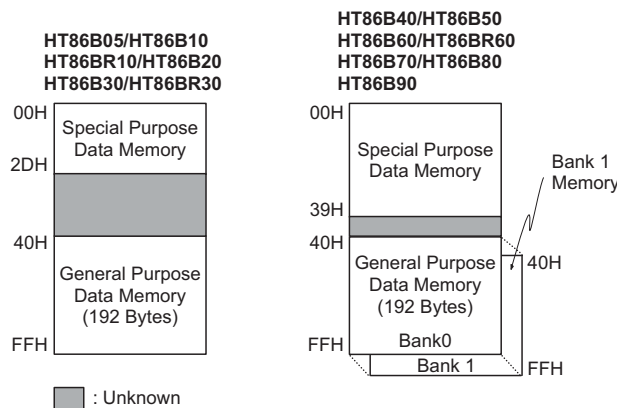 HT86B05/HT86B10
HT86BR10/HT86B20
HT86B30/HT86BR30
00H
Special Purpose
Data Memory
2DH
40H
General Purpose
Data Memory
(192 Bytes)
FFH
: Unknown
HT86B40/HT86B50
HT86B60/HT86BR60
HT86B70/HT86B80
HT86B90
00H
Special Purpose
Data Memory
Bank 1
Memory
39H
40H
General Purpose
Data Memory
(192 Bytes)
40H
FFH
Bank0
Bank 1
FFH